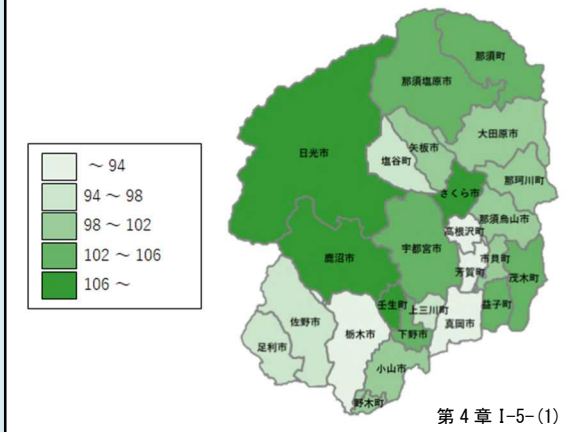 ～94
94～98
98～102
102～106
106～
那須町
那須塩原市
大田原市
矢板市
塩谷町
日光市
那珂川町
さくら市
那須烏山市
高根沢町
宇都宮市
鹿沼市
市貝町
芳賀町
茂木町
壬生町
上三川町
益子町
真岡市
佐野市
栃木市
下野市
足利市
小山市
野木町
第4章Ⅰ-5-(1)